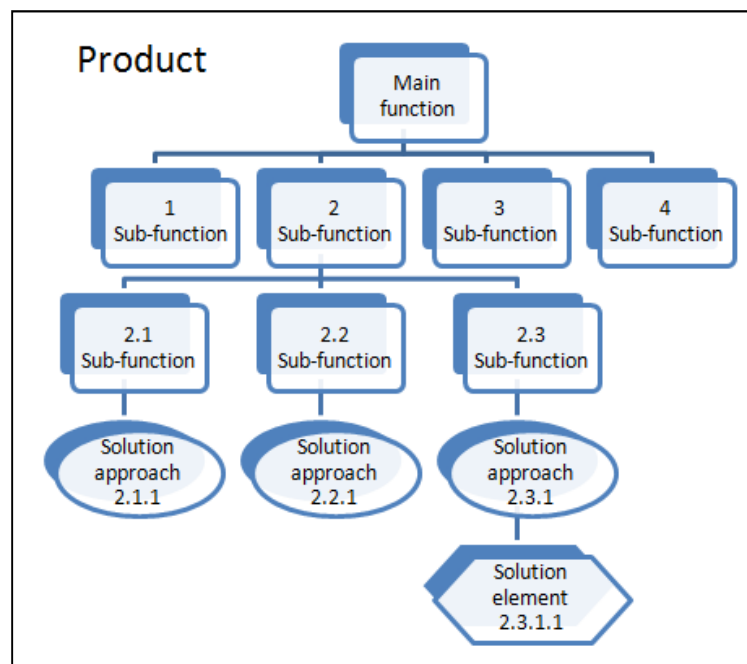 Product
Main
function
1
Sub-function
2
Sub-function
3
Sub-function
4
Sub-function
2.1
Sub-function
2.2
Sub-function
2.3
Sub-function
Solution
approach
2.1.1
Solution
approach
2.2.1
Solution
approach
2.3.1
Solution
element
2.3.1.1